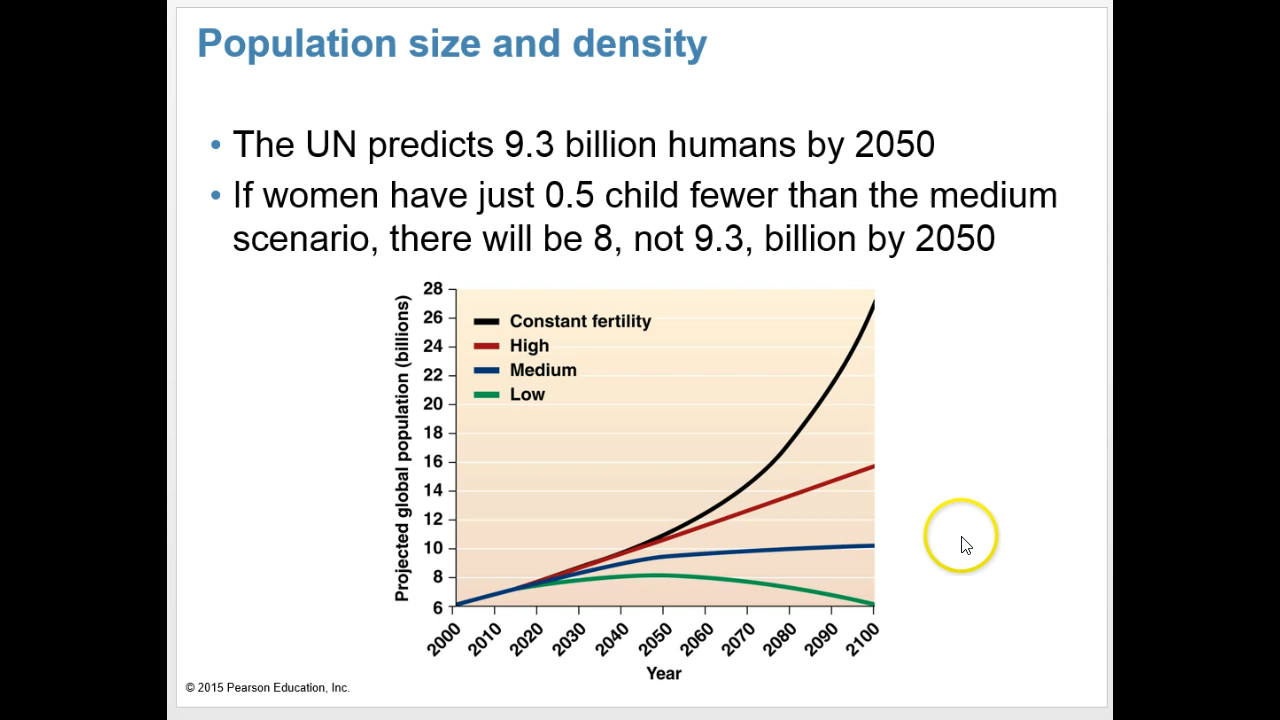 Population size and density
• The UN predicts 9.3 billion humans by 2050
• If women have just 0.5 child fewer than the medium
scenario, there will be 8, not 9.3, billion by 2050
Projected global population (billions)
28
26
24
22
20
18
16
14
12
10
8
6
Constant fertility
High
Medium
Low
2000 2010 2020 2030 2040 2050 2060 2070 2080 2090 2100
Year
© 2015 Pearson Education, Inc.